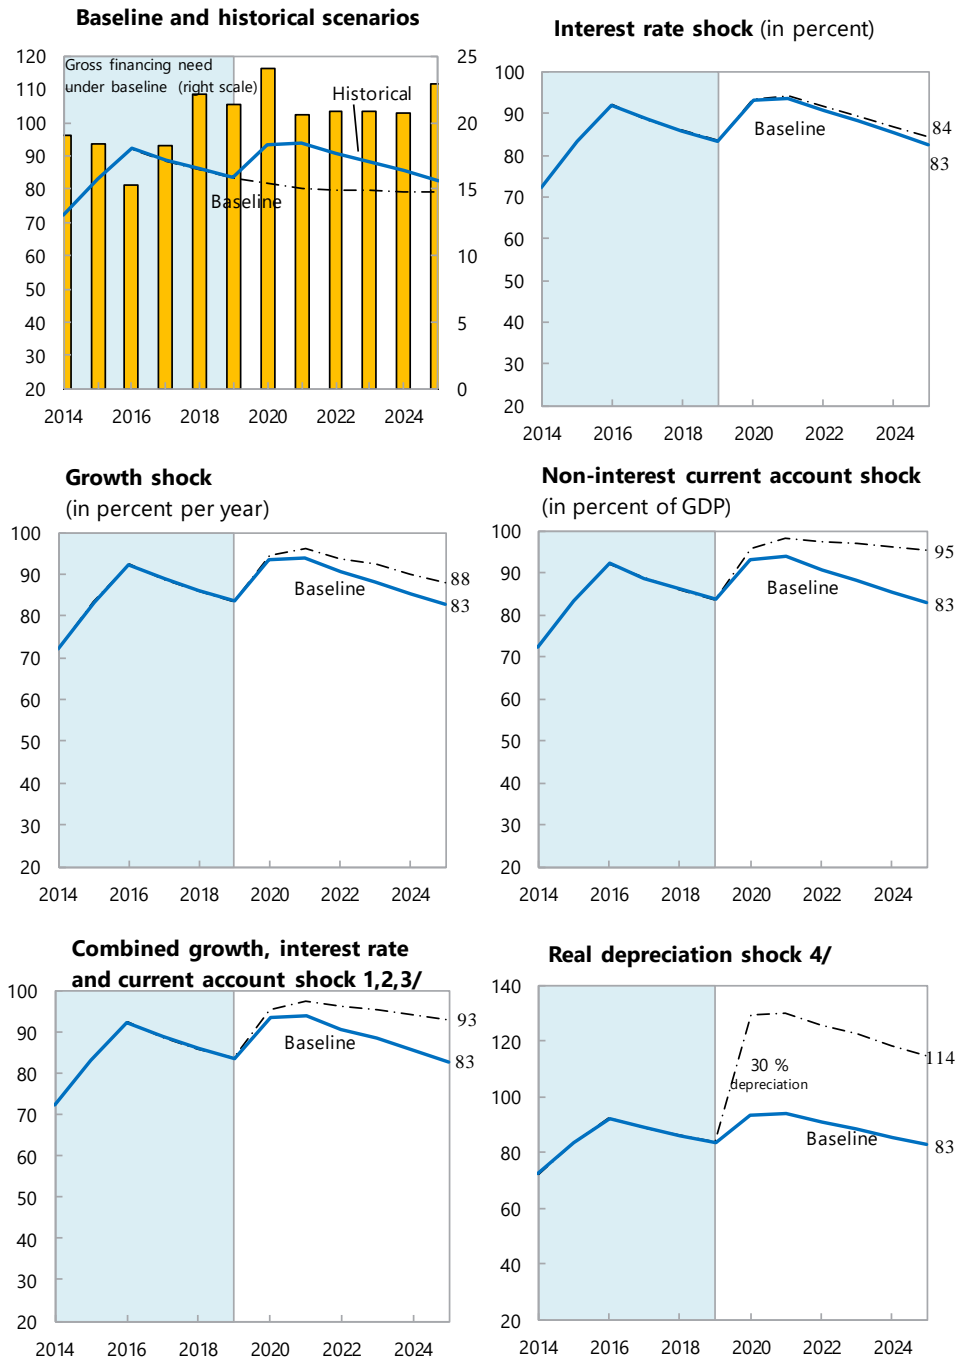 Baseline and historical scenarios
Gross financing need
under baseline (right scale)
Historical
Baseline
120
110
100
90
80
70
60
50
40
30
20
25
20
15
10
5
0
2014 2016 2018 2020 2022 2024
Interest rate shock (in percent)
100
90
80
70
60
50
40
30
20
Baseline
84
83
2014 2016 2018 2020 2022 2024
Growth shock
(in percent per year)
100
90
80
70
60
50
40
30
20
Baseline
88
83
2014 2016 2018 2020 2022 2024
Non-interest current account shock
(in percent of GDP)
100
90
80
70
60
50
40
30
20
Baseline
95
83
2014 2016 2018 2020 2022 2024
Combined growth, interest rate
and current account shock 1,2,3/
100
90
80
70
60
50
40
30
20
Baseline
93
83
2014 2016 2018 2020 2022 2024
Real depreciation shock 4/
140
120
100
80
60
40
20
30 %
depreciation
Baseline
114
83
2014 2016 2018 2020 2022 2024